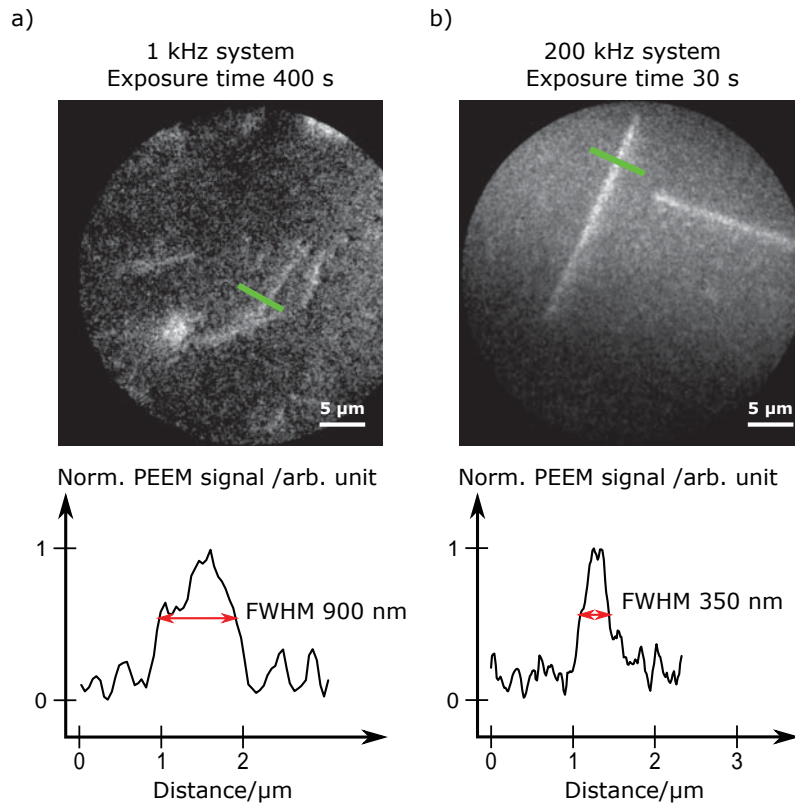 a)
1 kHz system
Exposure time 400 s
5 µm
Norm. PEEM signal /arb. unit
1
FWHM 900 nm
0
0 1 2
Distance/µm
b)
200 kHz system
Exposure time 30 s
5 µm
Norm. PEEM signal /arb. unit
1
FWHM 350 nm
0
0 1 2 3
Distance/µm